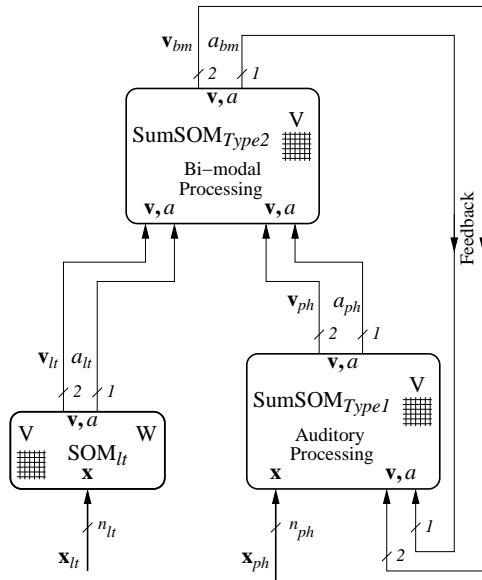 v_bm a_bm
2 1
v, a
V
SumSOM_Type2
Bi-modal
Processing
v, a v, a
Feedback
v_ph a_ph
v_lt a_lt
2 1
v, a
V
SumSOM_Type1
2 1
v, a
V W
SOM_lt
x
Auditory
Processing
x v, a
n_lt n_ph 1
x_lt x_ph 2